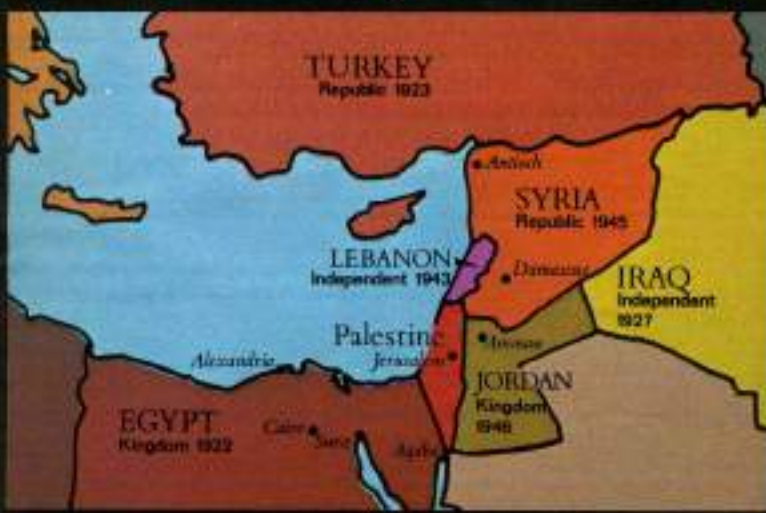 TURKEY
Republic 1923
Antioch
SYRIA
Republic 1945
LEBANON
Independent 1943
Damascus
IRAQ
Independent
1927
Palestine
Jerusalem
Amman
Alexandria
JORDAN
Kingdom
1946
EGYPT
Kingdom 1922
Cairo
Suez
Aqaba